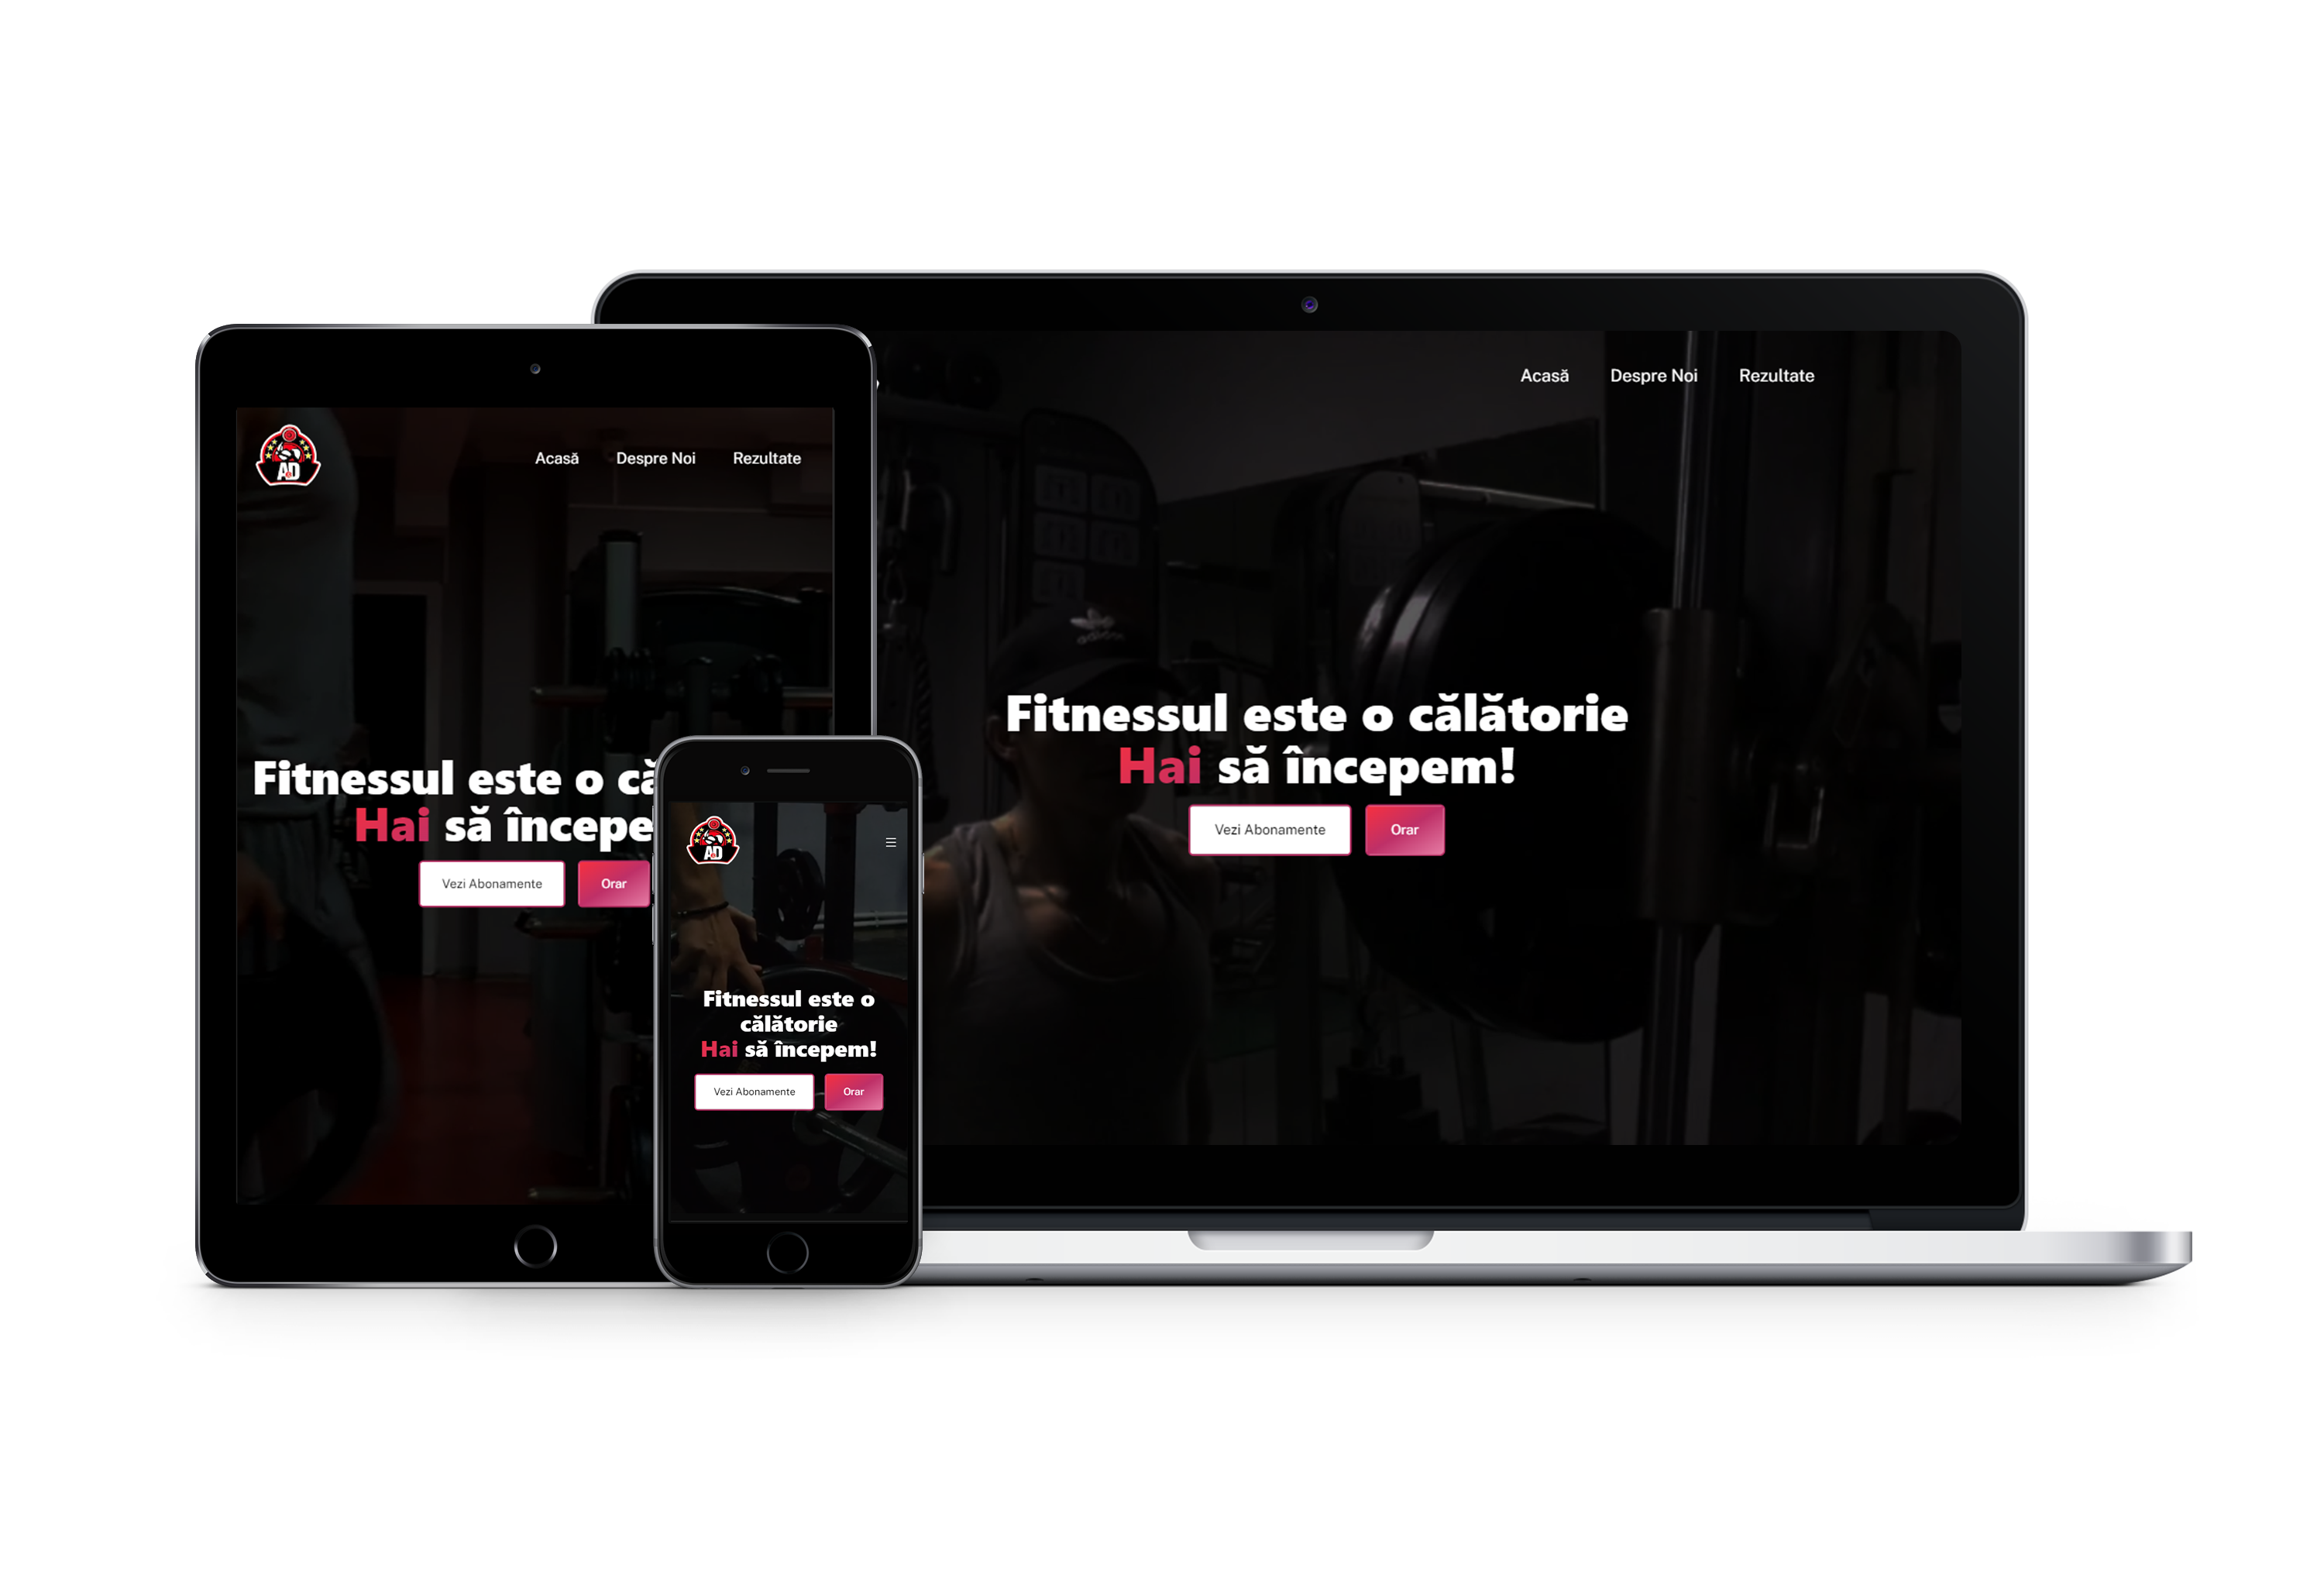 Acasă Despre Noi Rezultate
adidas
Fitnessul este o călătorie
Hai să începem!
Vezi Abonamente Orar
AD
Acasă Despre Noi Rezultate
Fitnessul este o că
Hai să începe
Vezi Abonamente Orar
AD
Fitnessul este o
călătorie
Hai să începem!
Vezi Abonamente Orar